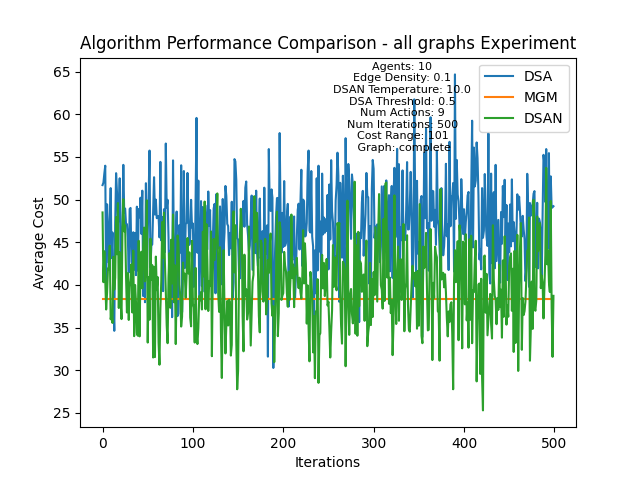 Algorithm Performance Comparison - all graphs Experiment
Agents: 10
Edge Density: 0.1
DSAN Temperature: 10.0
DSA Threshold: 0.5
Num Actions: 9
Num Iterations: 500
Cost Range: 101
Graph: complete
DSA
MGM
DSAN
Average Cost
65
60
55
50
45
40
35
30
25
0
100
200
300
400
500
Iterations